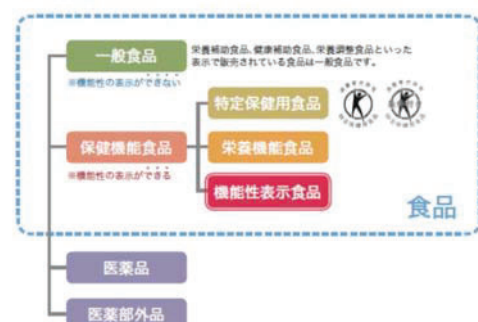 一般食品
栄養補助食品、健康補助食品、栄養調整食品といった
表示で販売されている食品は一般食品です。
※機能性の表示ができない
特定保健用食品
保健機能食品
栄養機能食品
※機能性の表示ができる
機能性表示食品
食品
医薬品
医薬部外品